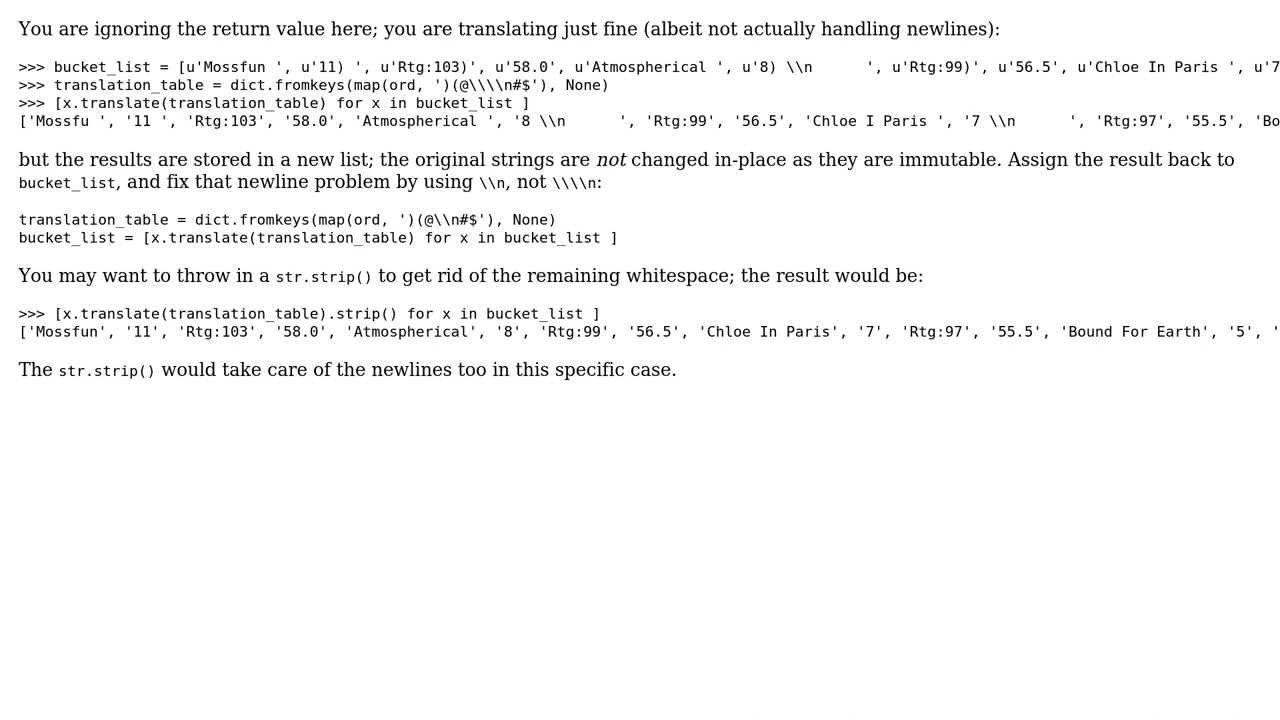 You are ignoring the return value here; you are translating just fine (albeit not actually handling newlines):
>>> bucket_list = [u'Mossfun ', u'11) ', u'Rtg:103)', u'58.0', u'Atmospherical ', u'8) \\n      ', u'Rtg:99)', u'56.5', u'Chloe In Paris ', u'7
>>> translation_table = dict.fromkeys(map(ord, ')(@\\\\n#$'), None)
>>> [x.translate(translation_table) for x in bucket_list ]
['Mossfu ', '11 ', 'Rtg:103', '58.0', 'Atmospherical ', '8 \\n      ', 'Rtg:99', '56.5', 'Chloe I Paris ', '7 \\n      ', 'Rtg:97', '55.5', 'Bo
but the results are stored in a new list; the original strings are not changed in-place as they are immutable. Assign the result back to
bucket_list, and fix that newline problem by using \\n, not \\\\n:
translation_table = dict.fromkeys(map(ord, ')(@\\n#$'), None)
bucket_list = [x.translate(translation_table) for x in bucket_list ]
You may want to throw in a str.strip() to get rid of the remaining whitespace; the result would be:
>>> [x.translate(translation_table).strip() for x in bucket_list ]
['Mossfun', '11', 'Rtg:103', '58.0', 'Atmospherical', '8', 'Rtg:99', '56.5', 'Chloe In Paris', '7', 'Rtg:97', '55.5', 'Bound For Earth', '5', '
The str.strip() would take care of the newlines too in this specific case.